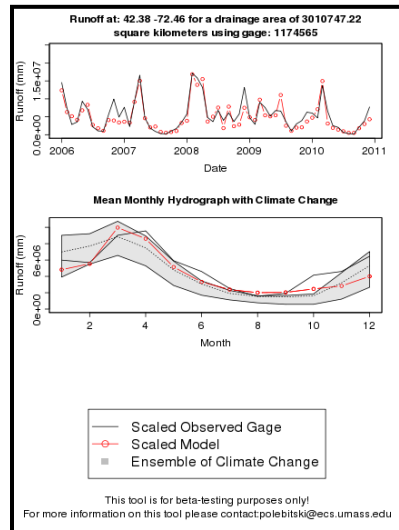 Runoff at: 42.38 -72.46 for a drainage area of 3010747.22
square kilometers using gage: 1174565
Runoff (mm)
1.5e+07
0.0e+00
2006 2007 2008 2009 2010 2011
Date
Mean Monthly Hydrograph with Climate Change
Runoff (mm)
6e+06
0e+00
2 4 6 8 10 12
Month
Scaled Observed Gage
Scaled Model
Ensemble of Climate Change
This tool is for beta-testing purposes only!
For more information on this tool please contact:polebitski@ecs.umass.edu